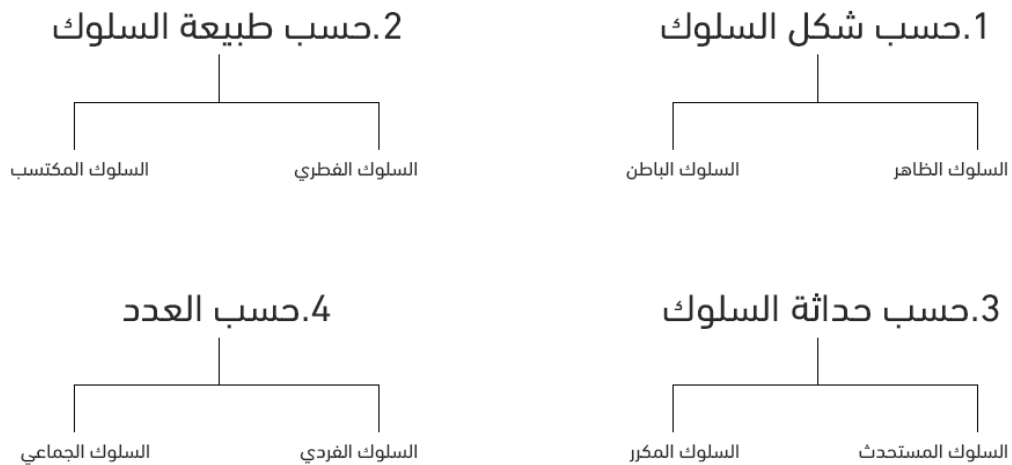 1.حسب شكل السلوك
السلوك الظاهر
السلوك الباطن
2.حسب طبيعة السلوك
السلوك الفطري
السلوك المكتسب
3.حسب حداثة السلوك
السلوك المستحدث
السلوك المكرر
4.حسب العدد
السلوك الفردي
السلوك الجماعي